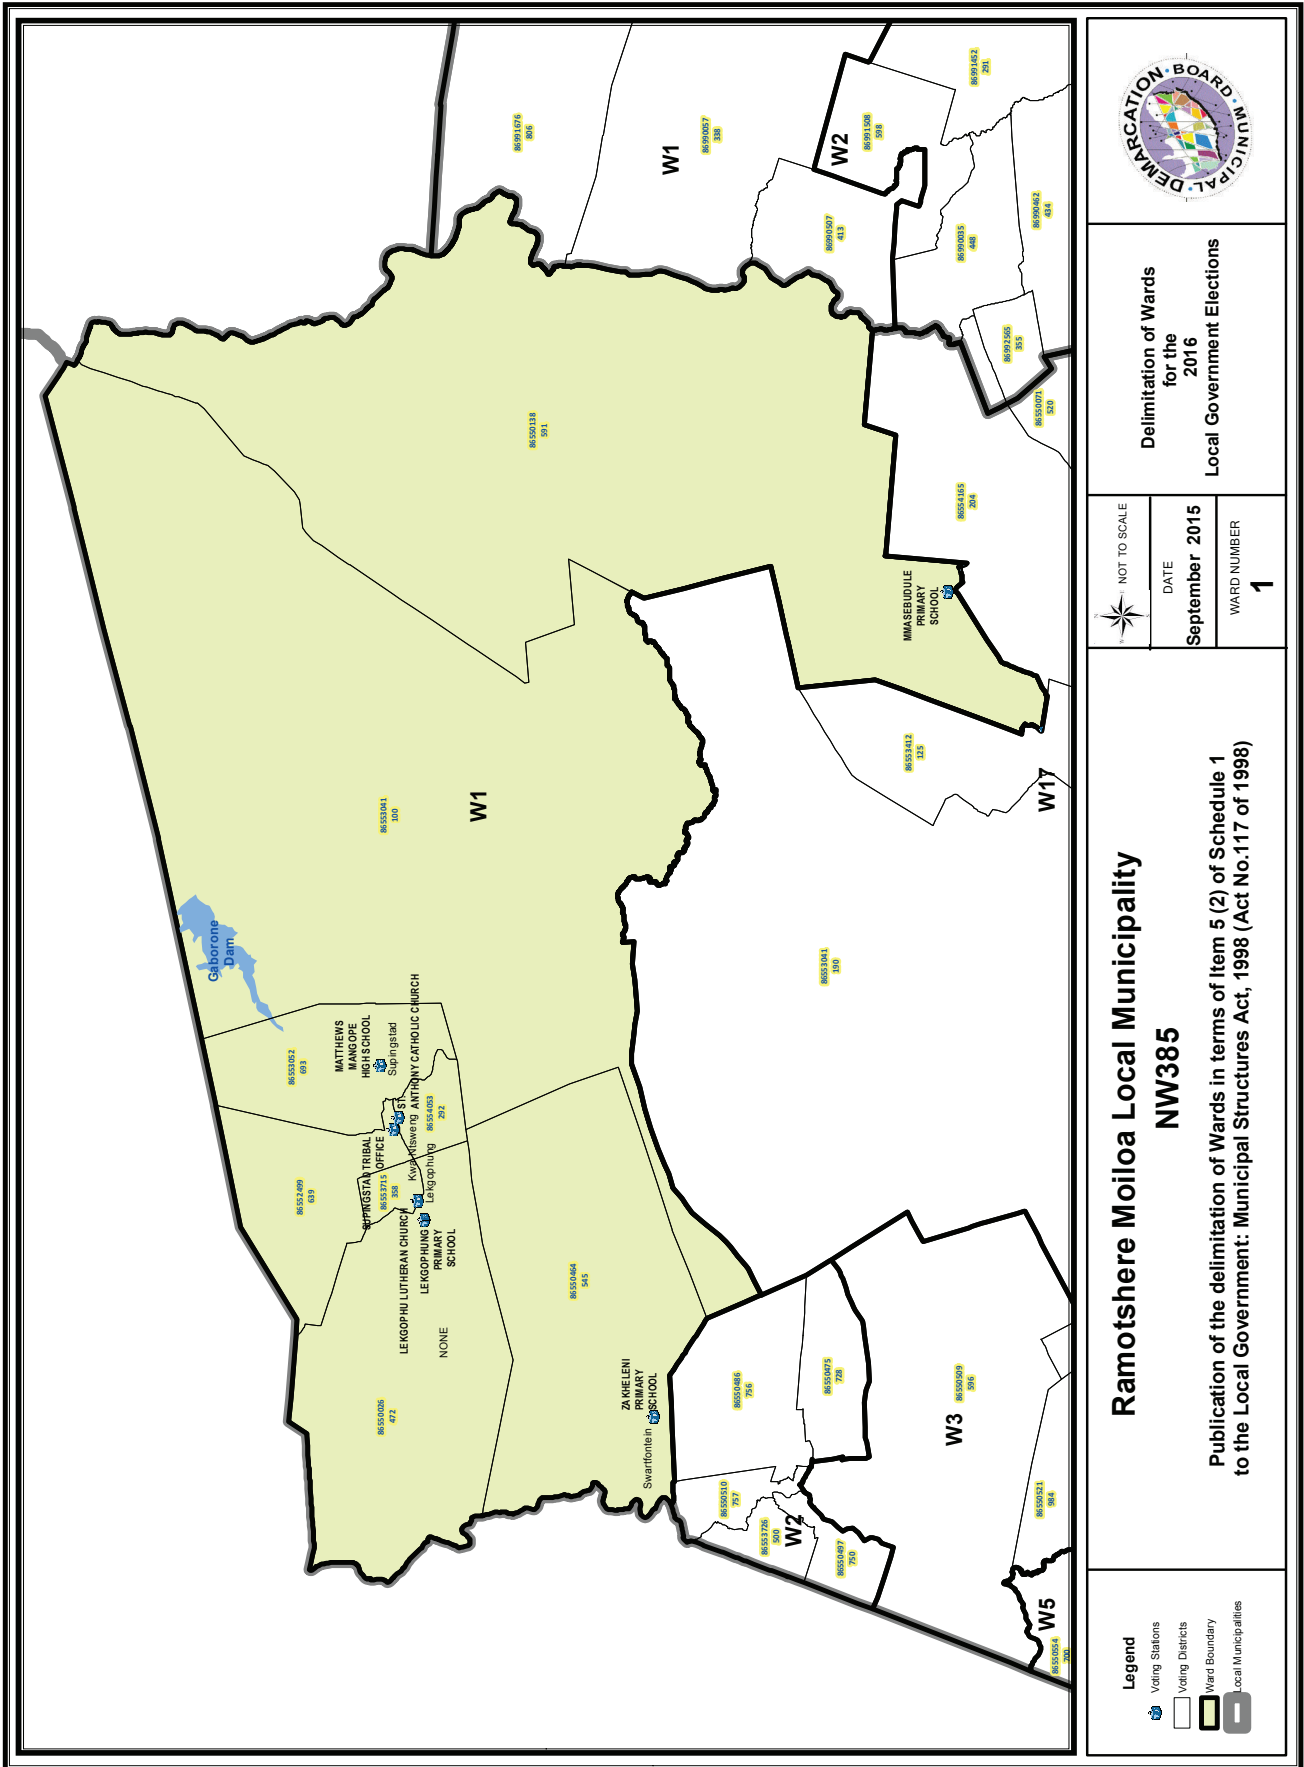 Gaborone
Dam
86553041
100
W1
86550138
591
86553052
693
MATTHEWS
MANGOPE
HIGH SCHOOL
Supingstad
ST.
ANTHONY CATHOLIC CHURCH
86554053
292
86552499
639
SUPINGSTAD TRIBAL
OFFICE
86553715
358
Kwa-Ntsweng
Lekgophung
LEKGOPHU LUTHERAN CHURCH
LEKGOPHUNG
PRIMARY
SCHOOL
NONE
86550026
472
86550464
545
ZAKHELENI
PRIMARY
SCHOOL
Swartfontein
86991676
806
86990057
338
W1
W2
86991508
598
86991452
291
86990507
413
86990035
448
86990462
434
86992565
355
86550071
520
86554165
204
MMASEBUDULE
PRIMARY
SCHOOL
86553412
125
W17
86553041
190
86550486
756
86550475
728
86550509
596
W3
86550510
757
86553726
500
W2
86550497
750
86550521
984
W5
86550554
700
Legend
Voting Stations
Voting Districts
Ward Boundary
Local Municipalities
Ramotshere Moiloa Local Municipality
NW385
Publication of the delimitation of Wards in terms of Item 5 (2) of Schedule 1
to the Local Government: Municipal Structures Act, 1998 (Act No.117 of 1998)
NOT TO SCALE
DATE
September 2015
WARD NUMBER
1
Delimitation of Wards
for the
2016
Local Government Elections
MUNICIPAL · DEMARCATION · BOARD ·